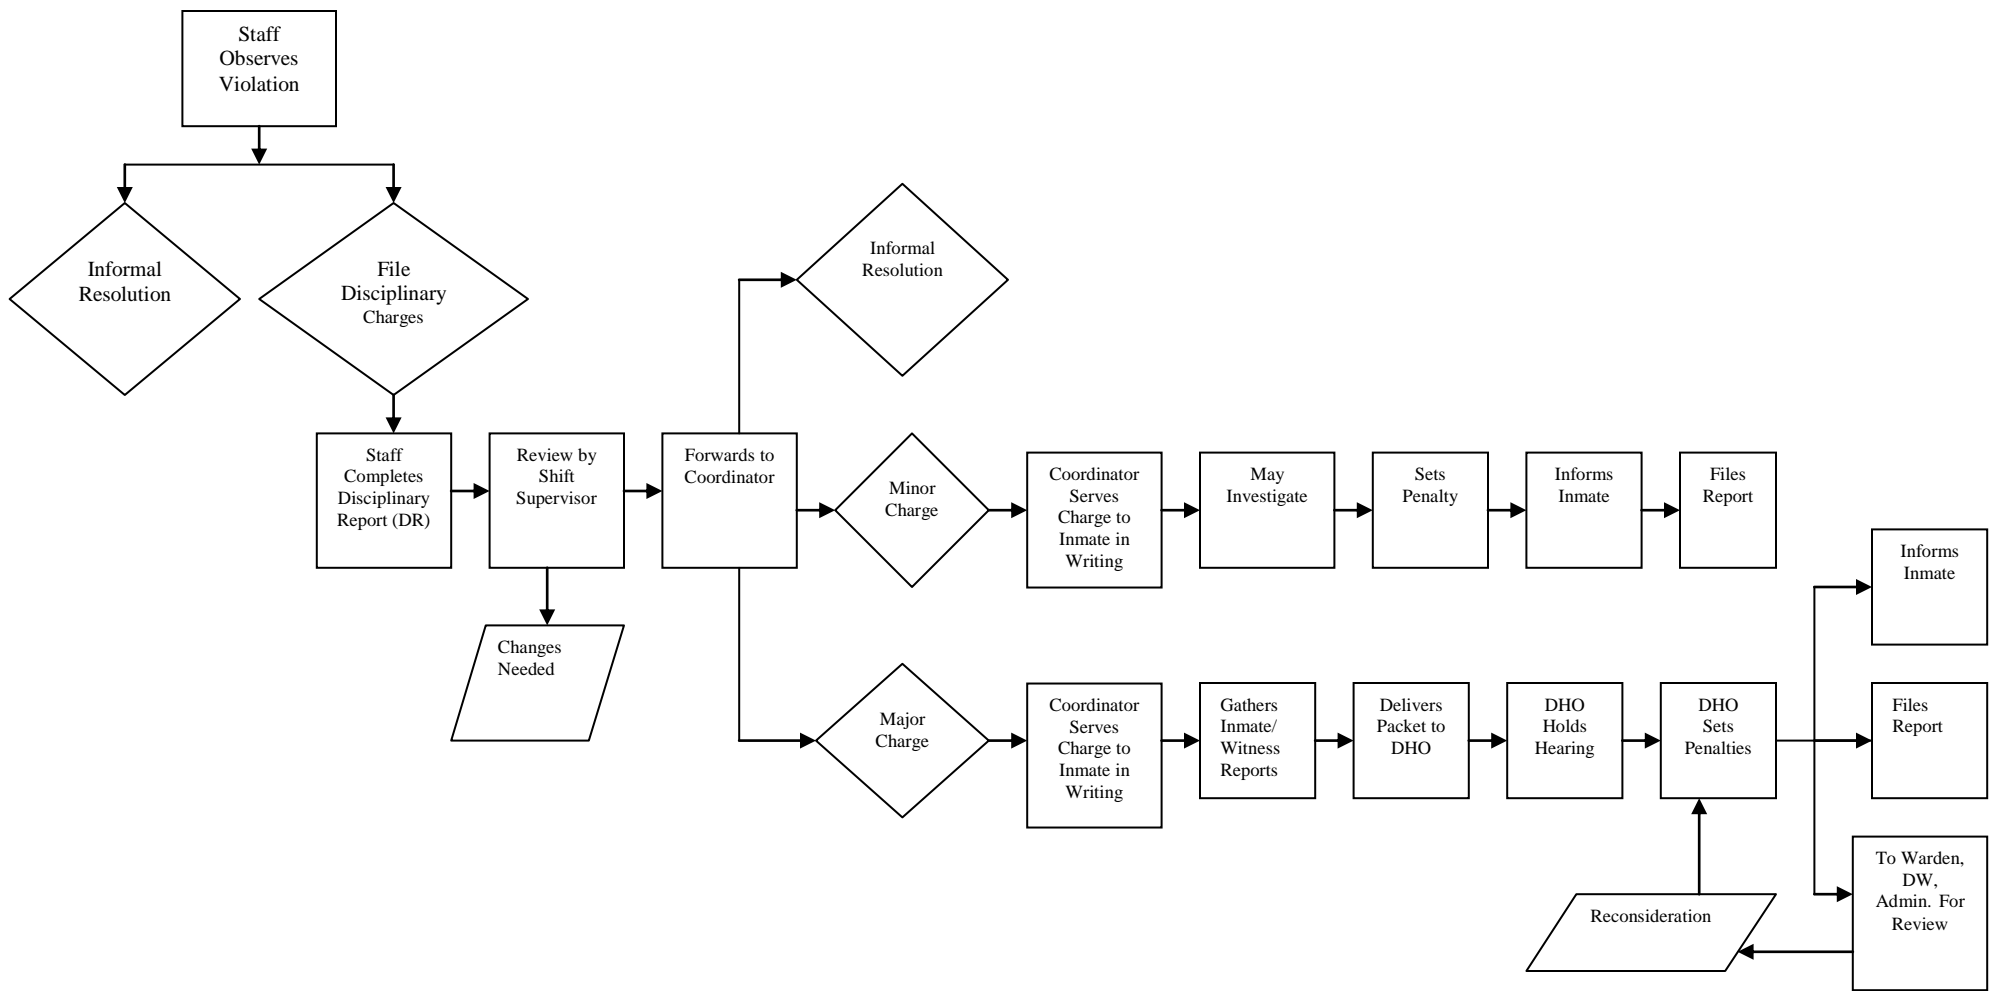 Staff
Observes
Violation
Informal
Resolution
File
Disciplinary
Charges
Informal
Resolution
Staff
Completes
Disciplinary
Report (DR)
Review by
Shift
Supervisor
Forwards to
Coordinator
Minor
Charge
Coordinator
Serves
Charge to
Inmate in
Writing
May
Investigate
Sets
Penalty
Informs
Inmate
Files
Report
Changes
Needed
Major
Charge
Coordinator
Serves
Charge to
Inmate in
Writing
Gathers
Inmate/
Witness
Reports
Delivers
Packet to
DHO
DHO
Holds
Hearing
DHO
Sets
Penalties
Informs
Inmate
Files
Report
To Warden,
DW,
Admin. For
Review
Reconsideration